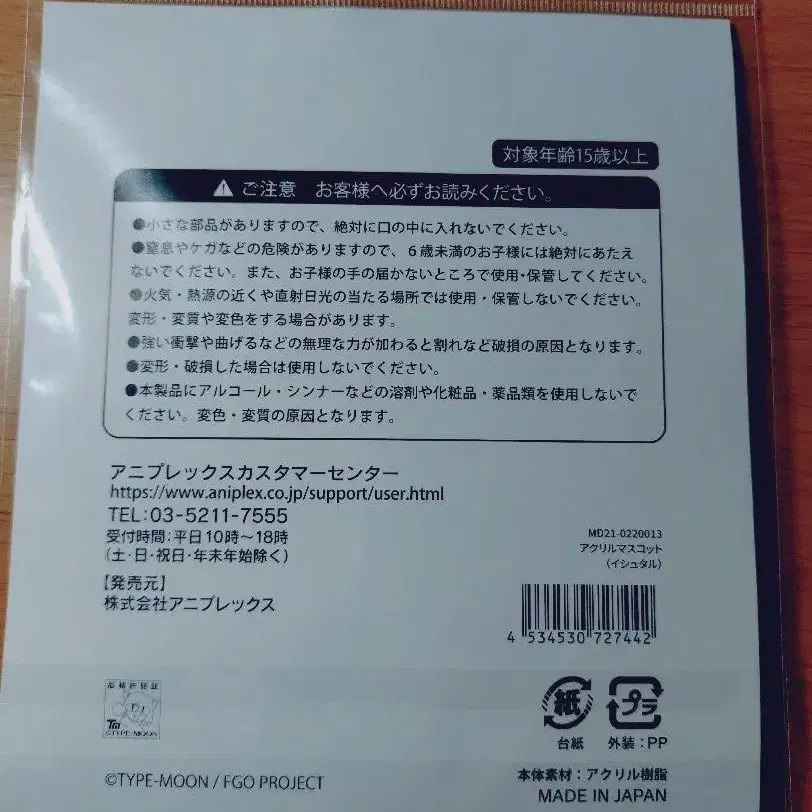 対象年齢15歳以上
ご注意 お客様へ必ずお読みください。
●小さな部品がありますので、絶対に口の中に入れないでください。
●窒息やケガなどの危険がありますので、６歳未満のお子様には絶対にあたえ
ないでください。また、お子様の手の届かないところで使用・保管してください。
●火気・熱源の近くや直射日光の当たる場所では使用・保管しないでください。
変形・変質や変色をする場合があります。
●強い衝撃や曲げるなどの無理な力が加わると割れなど破損の原因となります。
●変形・破損した場合は使用しないでください。
●本製品にアルコール・シンナーなどの溶剤や化粧品・薬品類を使用しないで
ください。変色・変質の原因となります。
アニプレックスカスタマーセンター
https://www.aniplex.co.jp/support/user.html
TEL:03-5211-7555
受付時間:平日10時～18時
(土・日・祝日・年末年始除く)
【発売元】
株式会社アニプレックス
MD21-0220013
アクリルマスコット
(イシュタル)
4 534530 727442
TM
©TYPE-MOON
紙
プラ
台紙 外装:PP
©TYPE-MOON / FGO PROJECT
本体素材:アクリル樹脂
MADE IN JAPAN